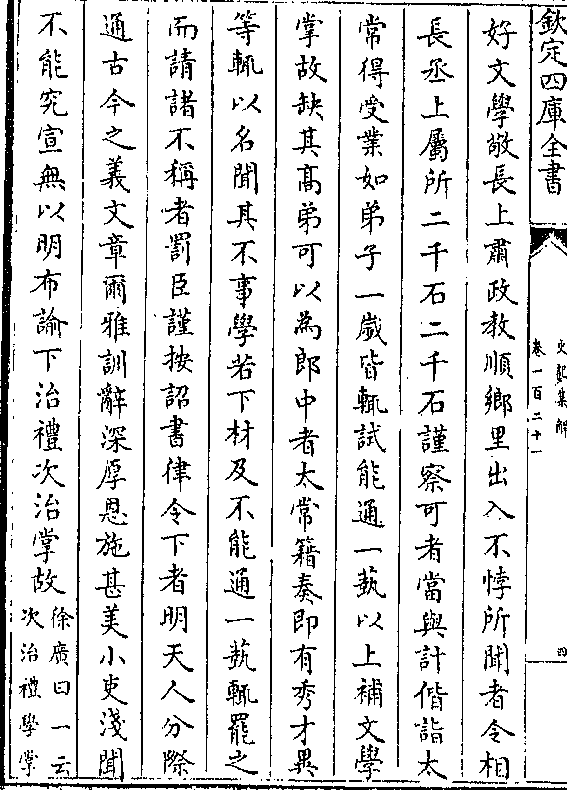 欽定四庫全書
史記集解
卷一百二十一
四
好文學敬長上肅政教順鄉里出入不悖所聞者令相
長丞上屬所二千石二千石謹察可者當與計偕詣太
常得受業如弟子一歲皆輒試能通一藝以上補文學
掌故缺其髙弟可以為郎中者太常籍奏即有秀才異
等輒以名聞其不事學若下材及不能通一藝輒罷之
而請諸不稱者罰臣謹按詔書律令下者明天人分際
通古今之義文章爾雅訓辭深厚恩施甚美小吏淺聞
不能究宣無以明布諭下治禮次治掌故
徐廣曰一云
次治禮學掌